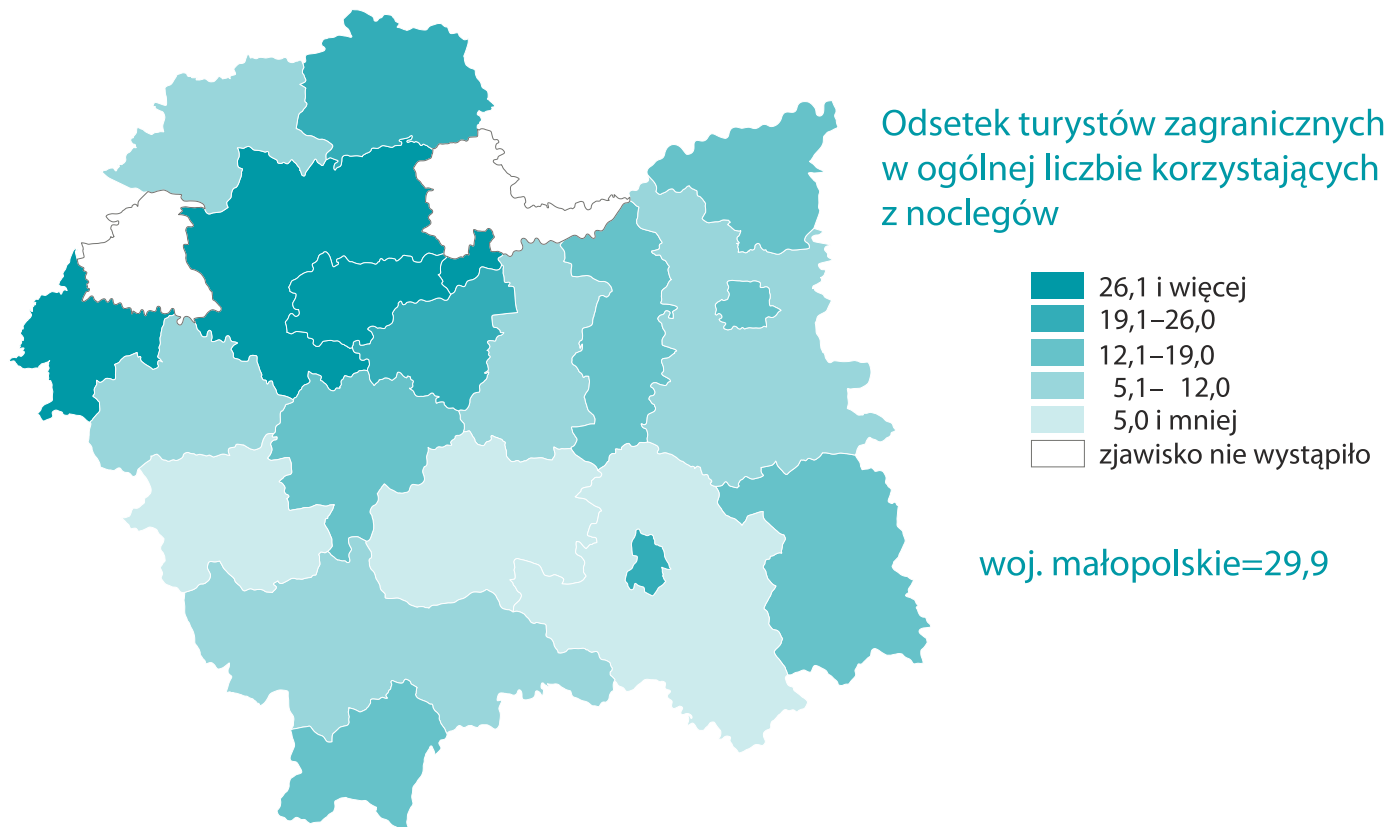 Odsetek turystów zagranicznych
w ogólnej liczbie korzystających
z noclegów
26,1 i więcej
19,1–26,0
12,1–19,0
5,1– 12,0
5,0 i mniej
zjawisko nie wystąpiło
woj. małopolskie=29,9